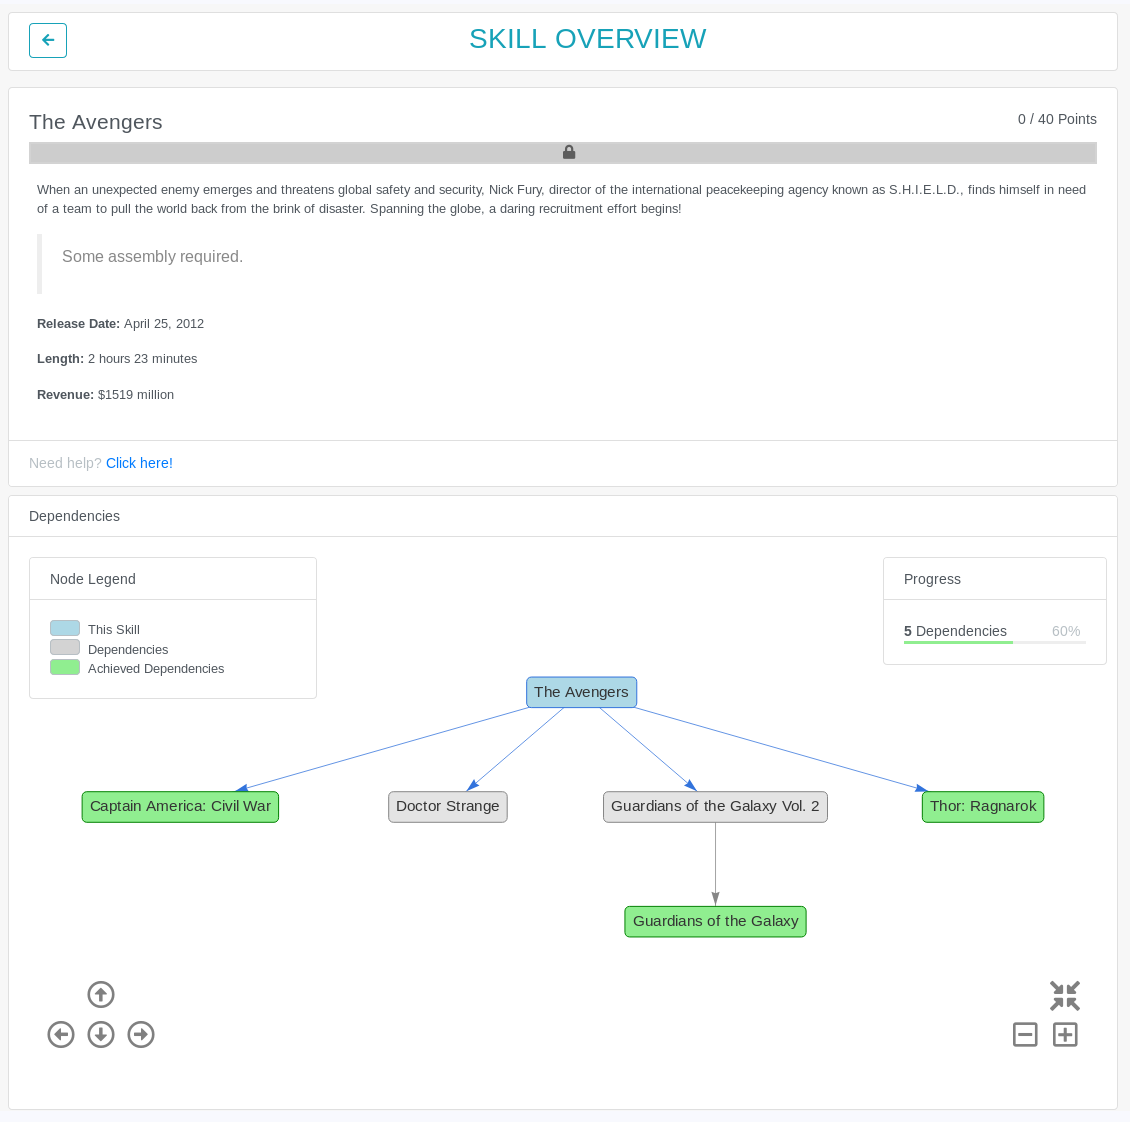 SKILL OVERVIEW
The Avengers
0 / 40 Points
When an unexpected enemy emerges and threatens global safety and security, Nick Fury, director of the international peacekeeping agency known as S.H.I.E.L.D., finds himself in need
of a team to pull the world back from the brink of disaster. Spanning the globe, a daring recruitment effort begins!
Some assembly required.
Release Date: April 25, 2012
Length: 2 hours 23 minutes
Revenue: $1519 million
Need help? Click here!
Dependencies
Node Legend
This Skill
Dependencies
Achieved Dependencies
Progress
5 Dependencies 60%
The Avengers
Captain America: Civil War
Doctor Strange
Guardians of the Galaxy Vol. 2
Thor: Ragnarok
Guardians of the Galaxy